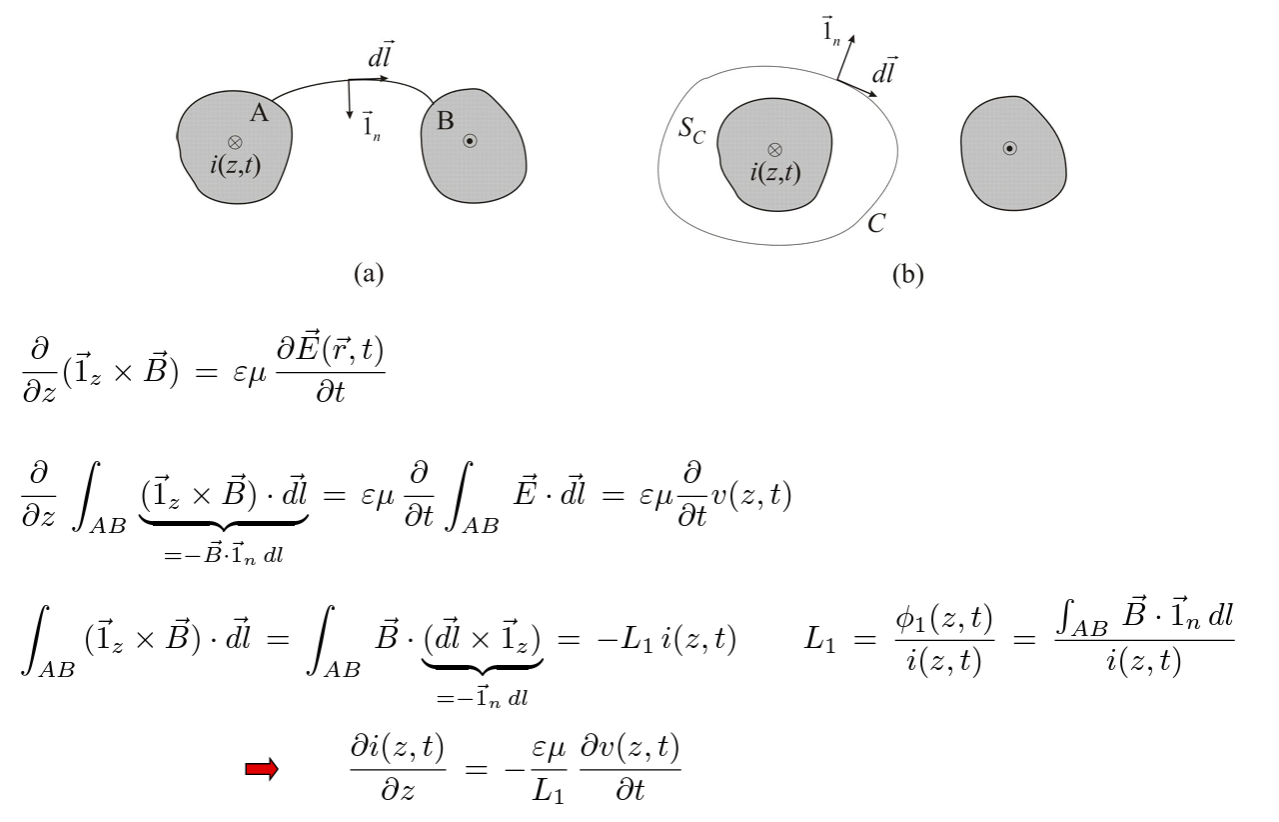 $d\vec{l}$ $\vec{1}_n$ A B $i(z,t)$
$\vec{1}_n$ $d\vec{l}$ $S_C$ $i(z,t)$ $C$
(a) (b)
$\frac{\partial}{\partial z}(\vec{1}_z \times \vec{B}) = \varepsilon\mu \frac{\partial \vec{E}(\vec{r},t)}{\partial t}$
$\frac{\partial}{\partial z} \int_{AB} \underbrace{(\vec{1}_z \times \vec{B}) \cdot \vec{dl}}_{=-\vec{B}\cdot\vec{1}_n\, dl} = \varepsilon\mu \frac{\partial}{\partial t} \int_{AB} \vec{E} \cdot \vec{dl} = \varepsilon\mu \frac{\partial}{\partial t} v(z,t)$
$\int_{AB} (\vec{1}_z \times \vec{B}) \cdot \vec{dl} = \int_{AB} \vec{B} \cdot \underbrace{(\vec{dl} \times \vec{1}_z)}_{=-\vec{1}_n\, dl} = -L_1\, i(z,t)$ $L_1 = \frac{\phi_1(z,t)}{i(z,t)} = \frac{\int_{AB} \vec{B} \cdot \vec{1}_n\, dl}{i(z,t)}$
$\frac{\partial i(z,t)}{\partial z} = -\frac{\varepsilon\mu}{L_1} \frac{\partial v(z,t)}{\partial t}$